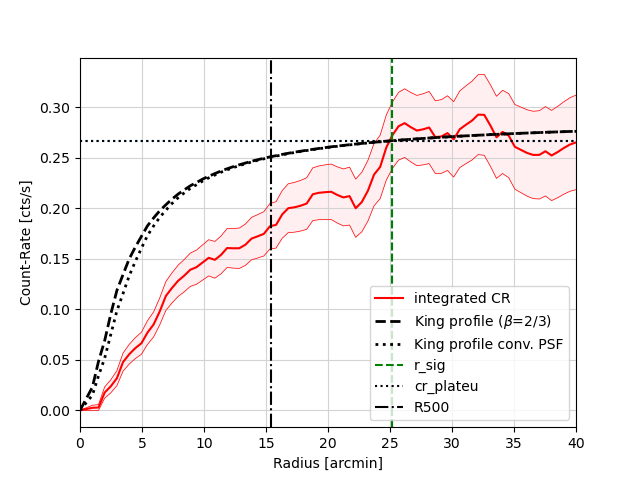 0.30
0.25
0.20
0.15
0.10
0.05
0.00
Count-Rate [cts/s]
integrated CR
King profile (β=2/3)
King profile conv. PSF
r_sig
cr_plateu
R500
0 5 10 15 20 25 30 35 40
Radius [arcmin]